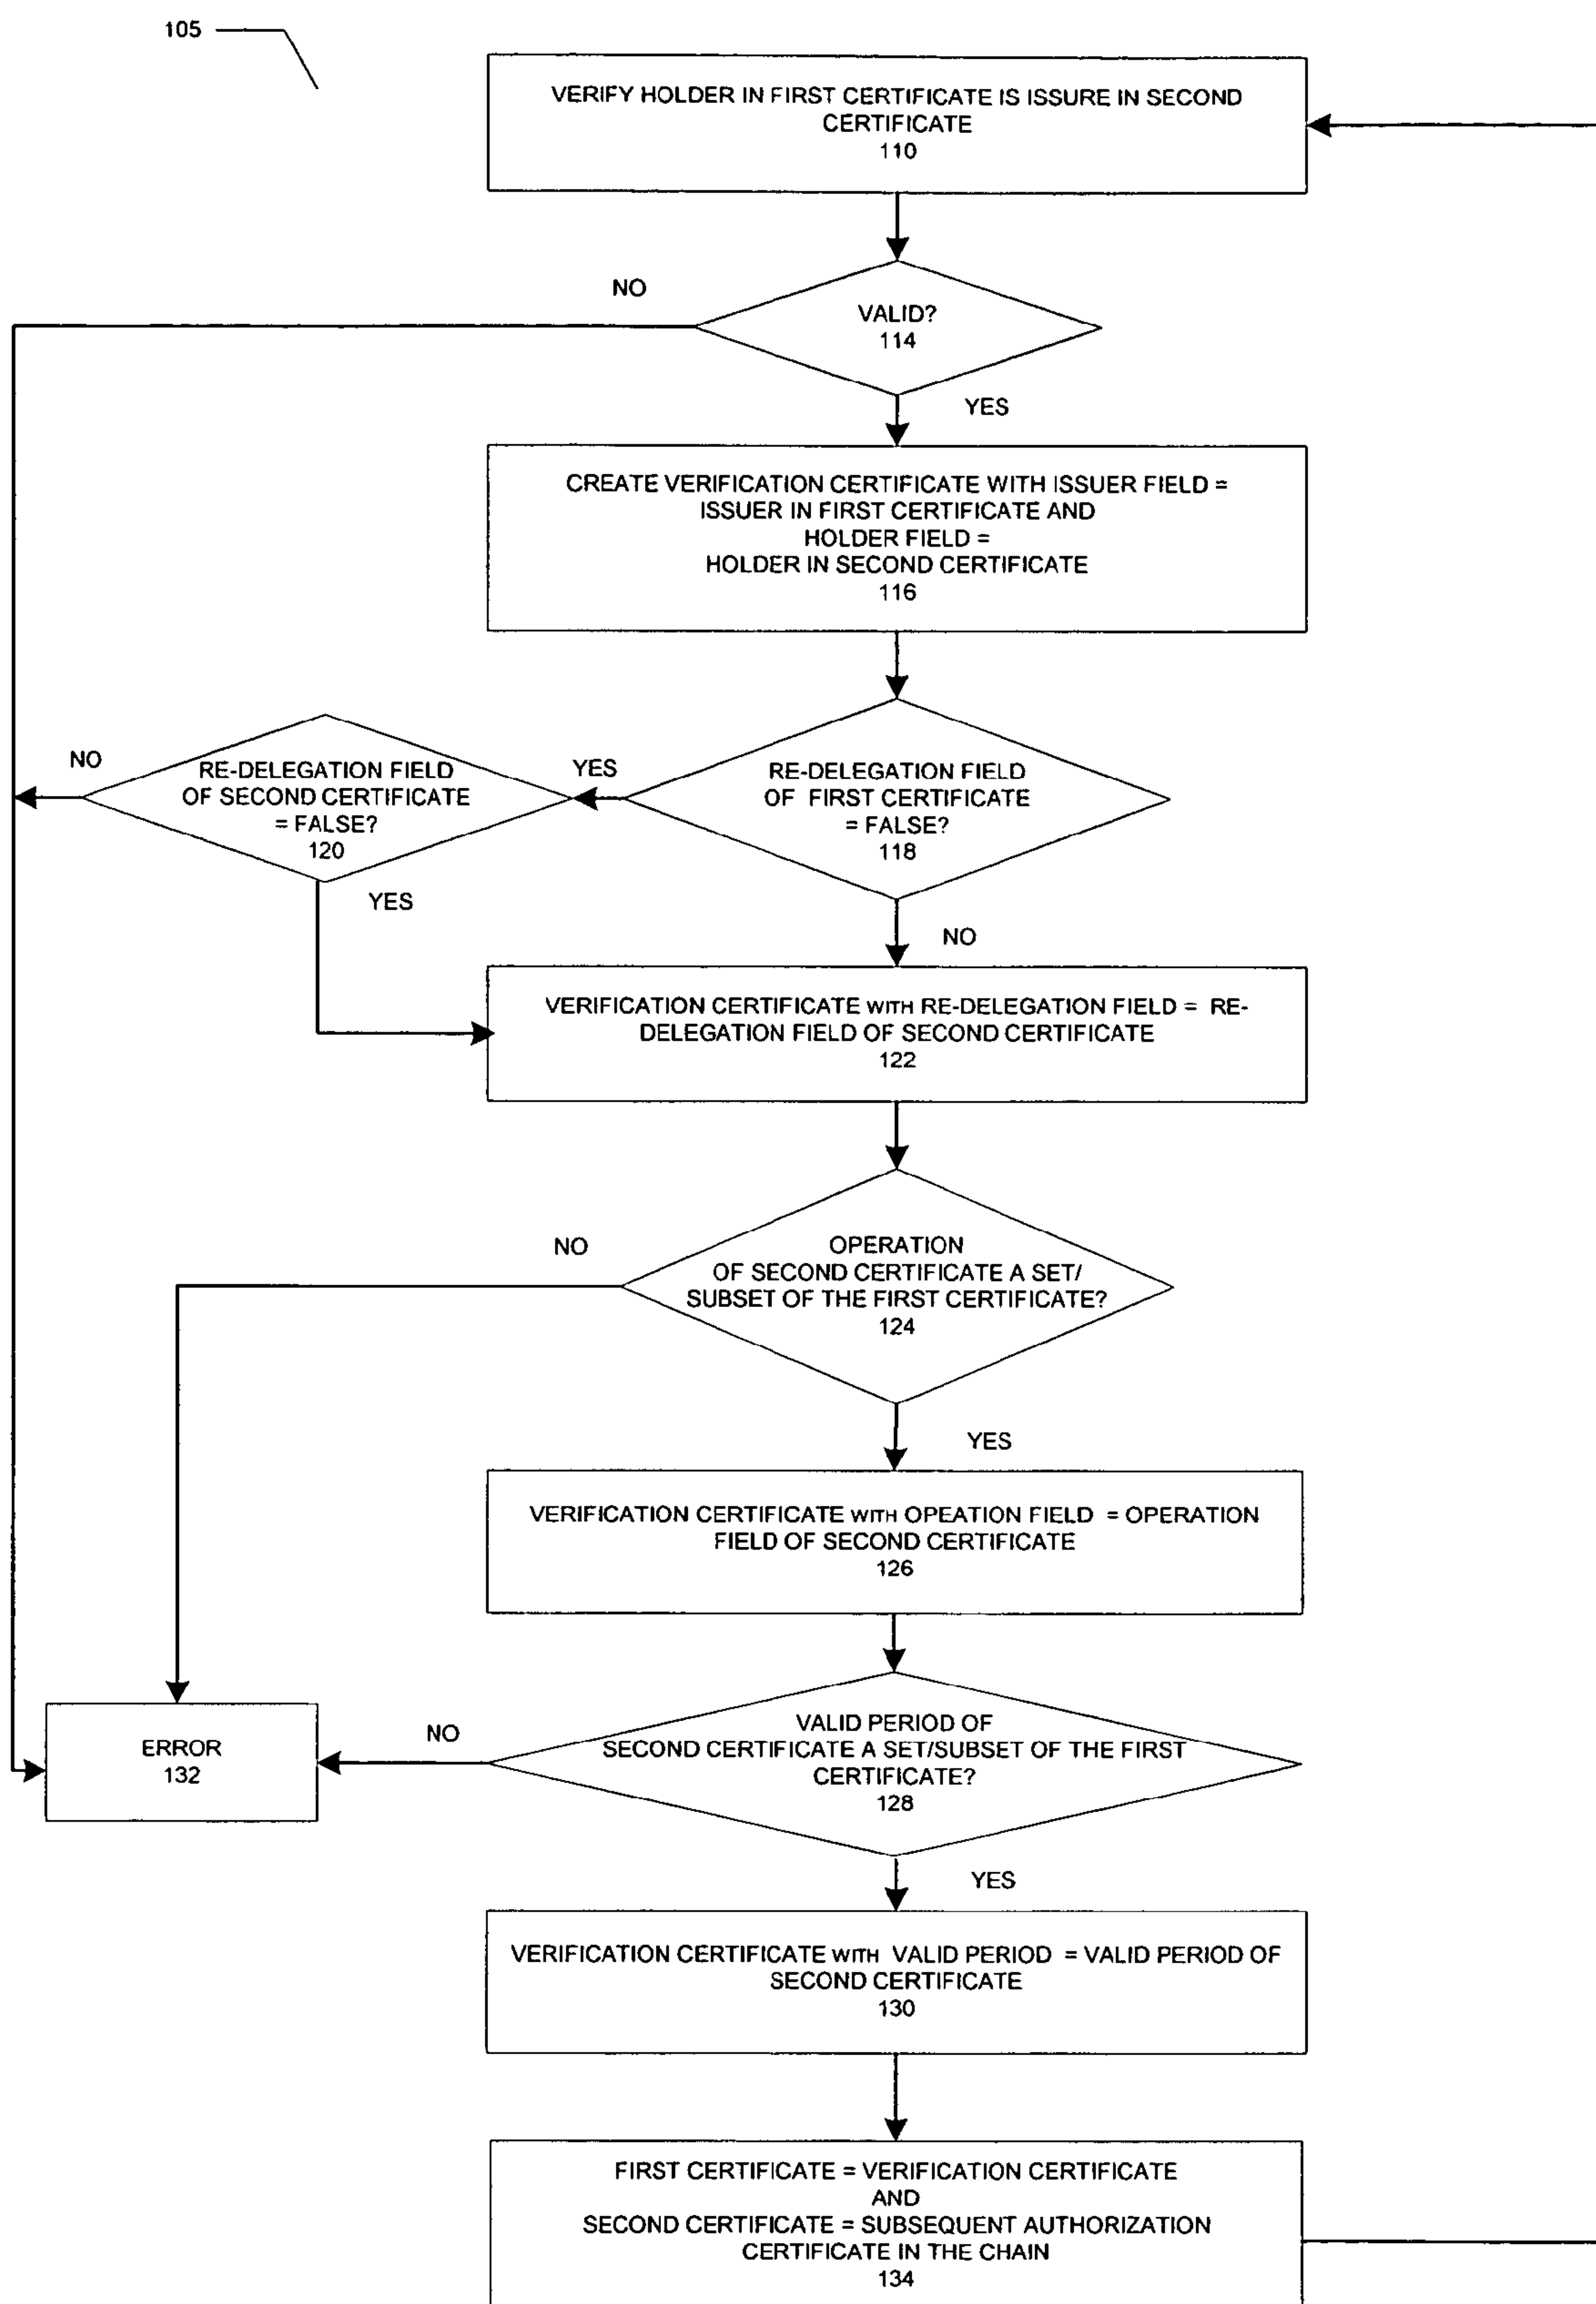 105
VERIFY HOLDER IN FIRST CERTIFICATE IS ISSURE IN SECOND
CERTIFICATE
110
NO
VALID?
114
YES
CREATE VERIFICATION CERTIFICATE WITH ISSUER FIELD =
ISSUER IN FIRST CERTIFICATE AND
HOLDER FIELD =
HOLDER IN SECOND CERTIFICATE
116
NO
RE-DELEGATION FIELD
OF SECOND CERTIFICATE
= FALSE?
120
YES
RE-DELEGATION FIELD
OF FIRST CERTIFICATE
= FALSE?
118
YES
NO
VERIFICATION CERTIFICATE WITH RE-DELEGATION FIELD = RE-
DELEGATION FIELD OF SECOND CERTIFICATE
122
NO
OPERATION
OF SECOND CERTIFICATE A SET/
SUBSET OF THE FIRST CERTIFICATE?
124
YES
VERIFICATION CERTIFICATE WITH OPEATION FIELD = OPERATION
FIELD OF SECOND CERTIFICATE
126
ERROR
132
NO
VALID PERIOD OF
SECOND CERTIFICATE A SET/SUBSET OF THE FIRST
CERTIFICATE?
128
YES
VERIFICATION CERTIFICATE WITH VALID PERIOD = VALID PERIOD OF
SECOND CERTIFICATE
130
FIRST CERTIFICATE = VERIFICATION CERTIFICATE
AND
SECOND CERTIFICATE = SUBSEQUENT AUTHORIZATION
CERTIFICATE IN THE CHAIN
134